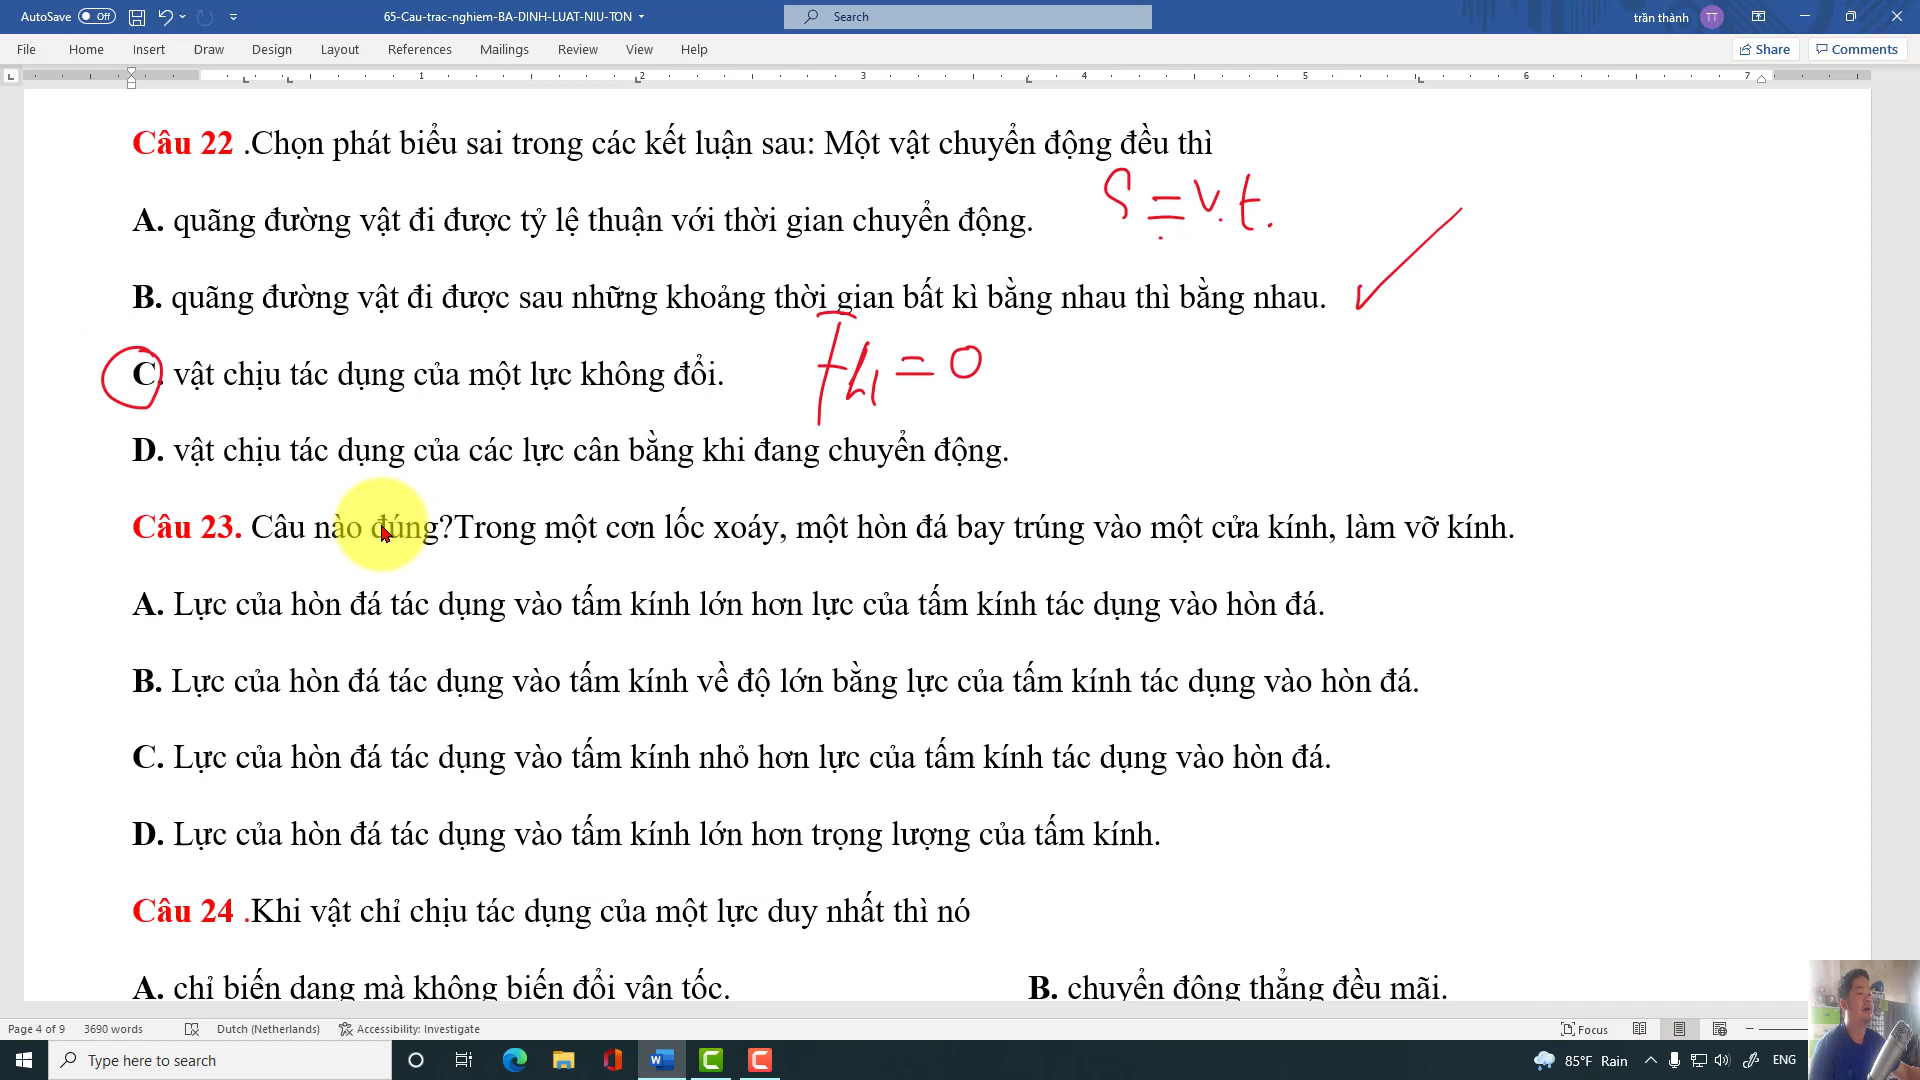 AutoSave Off 65-Cau-trac-nghiem-BA-DINH-LUAT-NIU-TON Search trần thành TT
File Home Insert Draw Design Layout References Mailings Review View Help Share Comments
1 2 3 4 5 6 7
Câu 22 .Chọn phát biểu sai trong các kết luận sau: Một vật chuyển động đều thì
S = v.t.
A. quãng đường vật đi được tỷ lệ thuận với thời gian chuyển động.
B. quãng đường vật đi được sau những khoảng thời gian bất kì bằng nhau thì bằng nhau.
C. vật chịu tác dụng của một lực không đổi.
= 0
D. vật chịu tác dụng của các lực cân bằng khi đang chuyển động.
Câu 23. Câu nào đúng?Trong một cơn lốc xoáy, một hòn đá bay trúng vào một cửa kính, làm vỡ kính.
A. Lực của hòn đá tác dụng vào tấm kính lớn hơn lực của tấm kính tác dụng vào hòn đá.
B. Lực của hòn đá tác dụng vào tấm kính về độ lớn bằng lực của tấm kính tác dụng vào hòn đá.
C. Lực của hòn đá tác dụng vào tấm kính nhỏ hơn lực của tấm kính tác dụng vào hòn đá.
D. Lực của hòn đá tác dụng vào tấm kính lớn hơn trọng lượng của tấm kính.
Câu 24 .Khi vật chỉ chịu tác dụng của một lực duy nhất thì nó
A. chỉ biến dạng mà không biến đổi vận tốc. B. chuyển động thẳng đều mãi.
Page 4 of 9 3690 words Dutch (Netherlands) Accessibility: Investigate Focus
Type here to search 85°F Rain ENG